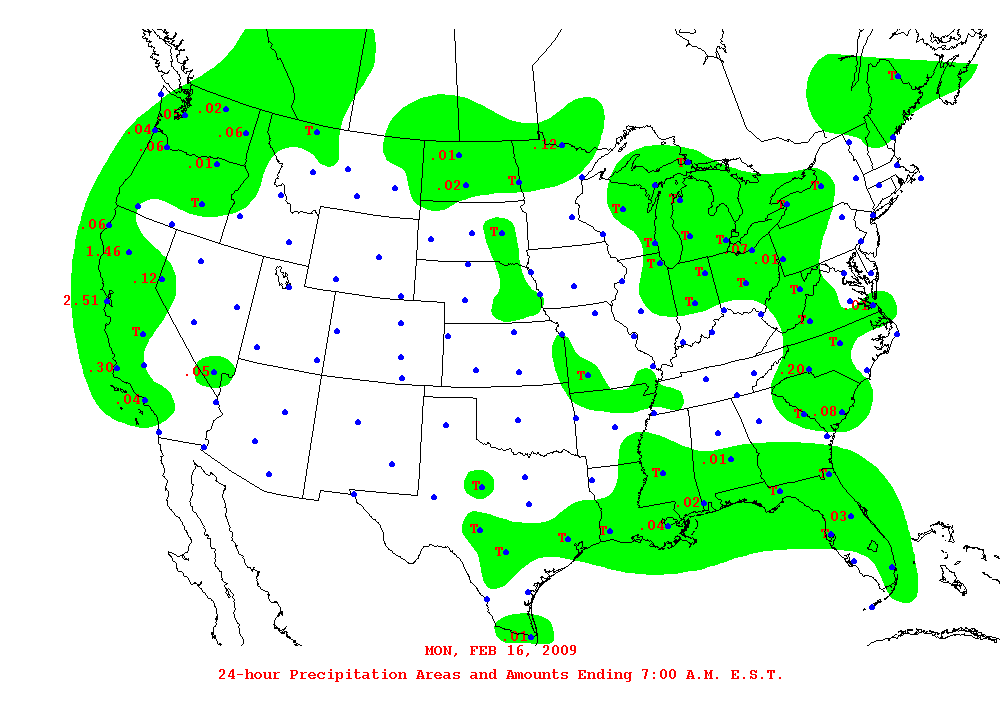 T
.05 .02
.04 .06 T
.06 .12
.01 .01 T
.02 T T
T T T T
.06 T T T T
1.46 .07 .01
.12 T T T T
2.51 T .01
T T
T
.30 .05 T .20
.04 T .08
.01
T T T
T .02
.03
T T T .04 T
T
.01
MON, FEB 16, 2009
24-hour Precipitation Areas and Amounts Ending 7:00 A.M. E.S.T.